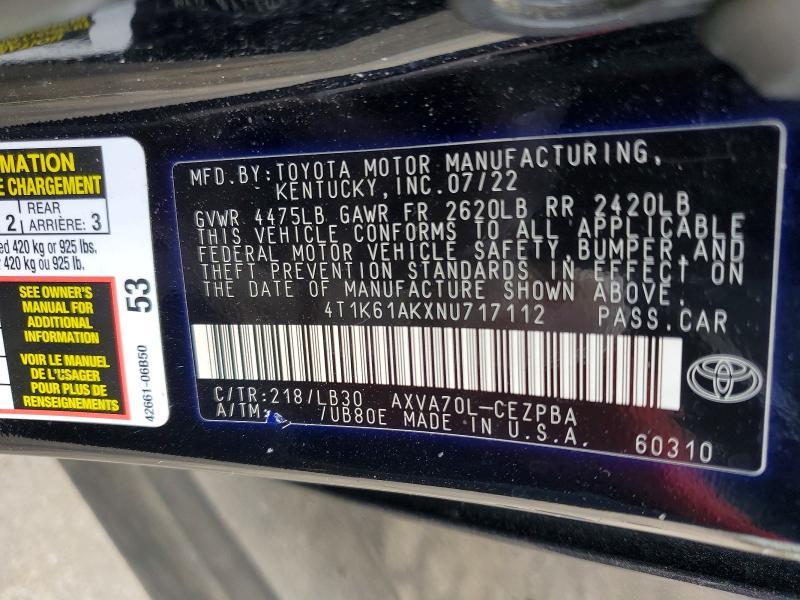 MATION
E CHARGEMENT
2 REAR
ARRIÈRE: 3
ed 420 kg or 925 lbs.
420 kg ou 925 lb.
SEE OWNER'S
MANUAL FOR
ADDITIONAL
INFORMATION
VOIR LE MANUEL
DE L'USAGER
POUR PLUS DE
RENSEIGNEMENTS
53
42661-06B50
MFD.BY:TOYOTA MOTOR MANUFACTURING,
KENTUCKY,INC.07/22
GVWR 4475LB GAWR FR 2620LB RR 2420LB
THIS VEHICLE CONFORMS TO ALL APPLICABLE
FEDERAL MOTOR VEHICLE SAFETY,BUMPER,AND
THEFT PREVENTION STANDARDS IN EFFECT ON
THE DATE OF MANUFACTURE SHOWN ABOVE.
4T1K61AKXNU717112 PASS.CAR
C/TR:218/LB30 AXVA70L-CEZPBA
A/TM: 7UB80E MADE IN U.S.A. 60310